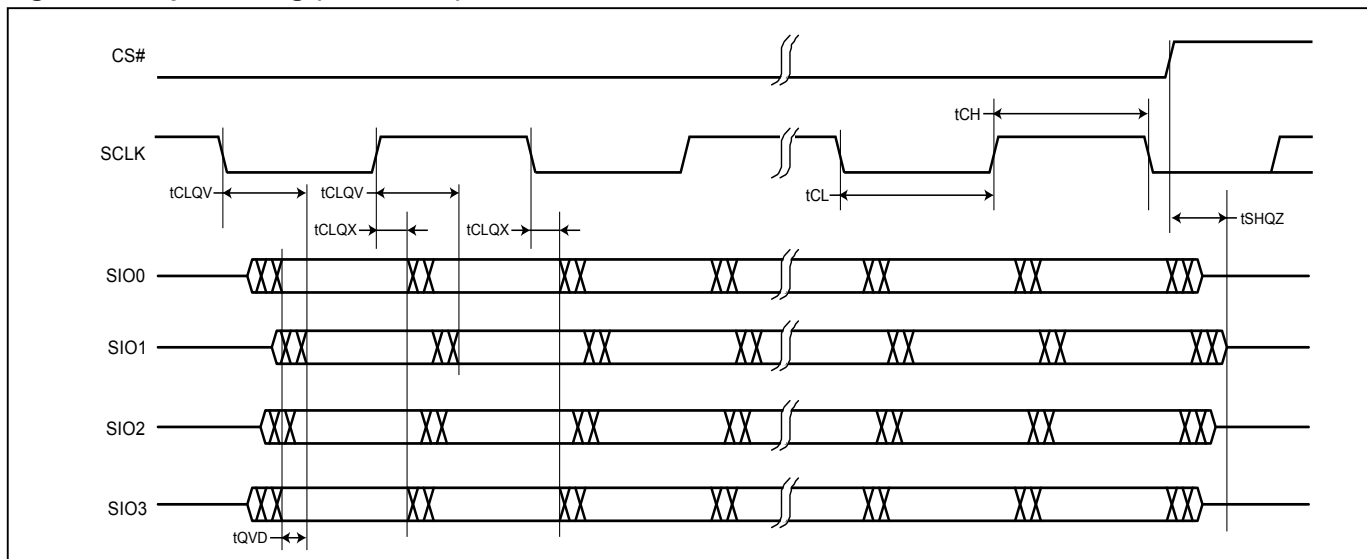 CS#
tCH
SCLK
tCLQV
tCLQV
tCL
tSHQZ
tCLQX
tCLQX
SIO0
SIO1
SIO2
SIO3
tQVD